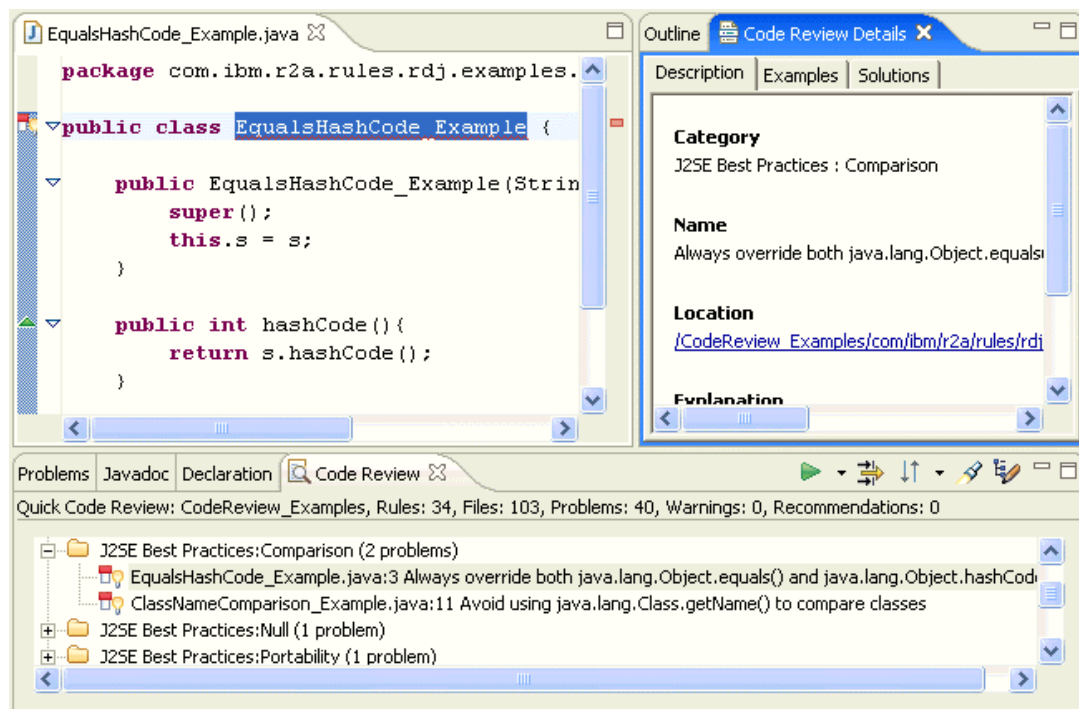 EqualsHashCode_Example.java
package com.ibm.r2a.rules.rdj.examples.
public class EqualsHashCode_Example {
public EqualsHashCode_Example(Strin
super();
this.s = s;
}
public int hashCode(){
return s.hashCode();
}
Outline Code Review Details
Description Examples Solutions
Category
J2SE Best Practices : Comparison
Name
Always override both java.lang.Object.equals(
Location
/CodeReview_Examples/com/ibm/r2a/rules/rdj
Explanation
Problems Javadoc Declaration Code Review
Quick Code Review: CodeReview_Examples, Rules: 34, Files: 103, Problems: 40, Warnings: 0, Recommendations: 0
J2SE Best Practices:Comparison (2 problems)
EqualsHashCode_Example.java:3 Always override both java.lang.Object.equals() and java.lang.Object.hashCode
ClassNameComparison_Example.java:11 Avoid using java.lang.Class.getName() to compare classes
J2SE Best Practices:Null (1 problem)
J2SE Best Practices:Portability (1 problem)